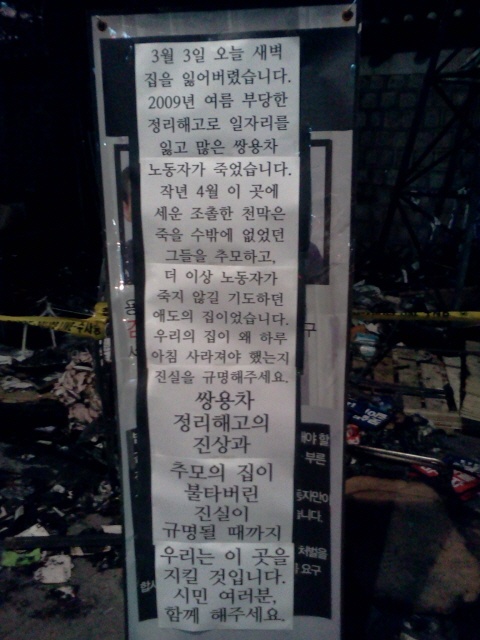 3월 3일 오늘 새벽
집을 잃어버렸습니다.
2009년 여름 부당한
정리해고로 일자리를
잃고 많은 쌍용차
노동자가 죽었습니다.
작년 4월 이 곳에
세운 조촐한 천막은
죽을 수밖에 없었던
그들을 추모하고,
더 이상 노동자가
죽지 않길 기도하던
애도의 집이었습니다.
우리의 집이 왜 하루
아침 사라져야 했는지
진실을 규명해주세요.
쌍용차
정리해고의
진상과
추모의 집이
불타버린
진실이
규명될 때까지
우리는 이 곳을
지킬 것입니다.
시민 여러분,
함께 해주세요.